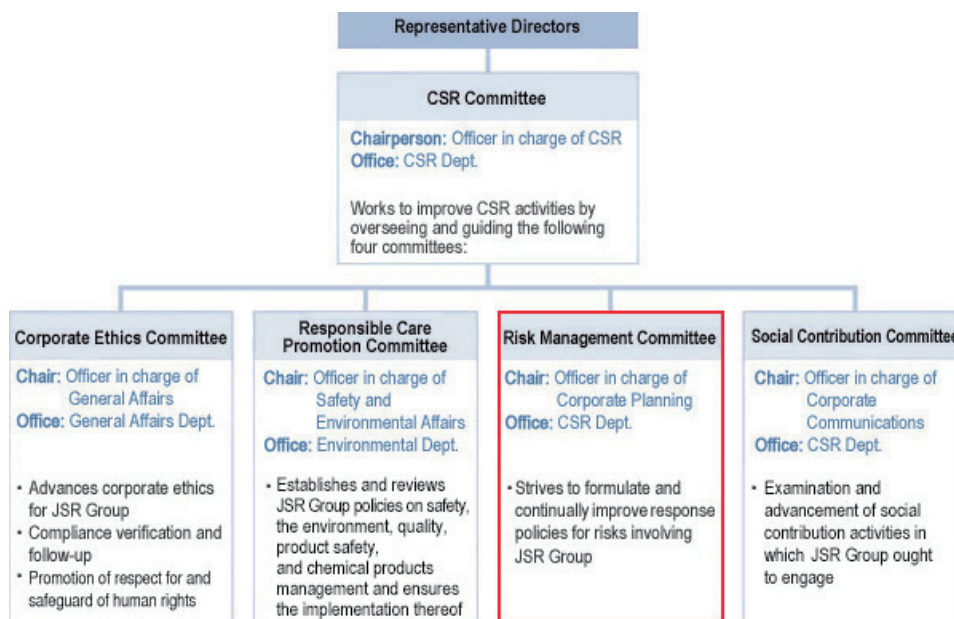 Representative Directors
CSR Committee
Chairperson: Officer in charge of CSR
Office: CSR Dept.
Works to improve CSR activities by
overseeing and guiding the following
four committees:
Corporate Ethics Committee
Chair: Officer in charge of
General Affairs
Office: General Affairs Dept.
• Advances corporate ethics
for JSR Group
• Compliance verification and
follow-up
• Promotion of respect for and
safeguard of human rights
Responsible Care
Promotion Committee
Chair: Officer in charge of
Safety and
Environmental Affairs
Office: Environmental Dept.
• Establishes and reviews
JSR Group policies on safety,
the environment, quality,
product safety,
and chemical products
management and ensures
the implementation thereof
Risk Management Committee
Chair: Officer in charge of
Corporate Planning
Office: CSR Dept.
• Strives to formulate and
continually improve response
policies for risks involving
JSR Group
Social Contribution Committee
Chair: Officer in charge of
Corporate
Communications
Office: CSR Dept.
• Examination and
advancement of social
contribution activities in
which JSR Group ought
to engage